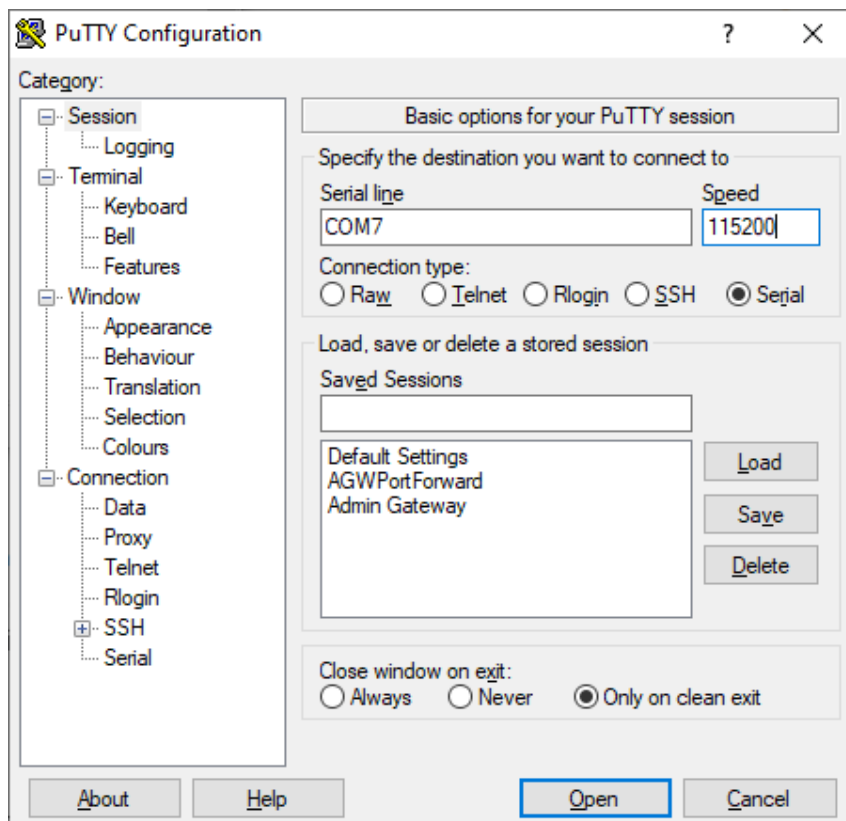 PuTTY Configuration
?
Category:
Session
Logging
Terminal
Keyboard
Bell
Features
Window
Appearance
Behaviour
Translation
Selection
Colours
Connection
Data
Proxy
Telnet
Rlogin
SSH
Serial
Basic options for your PuTTY session
Specify the destination you want to connect to
Serial line Speed
COM7 115200
Connection type:
Raw Telnet Rlogin SSH Serial
Load, save or delete a stored session
Saved Sessions
Default Settings
AGWPortForward
Admin Gateway
Load
Save
Delete
Close window on exit:
Always Never Only on clean exit
About Help Open Cancel